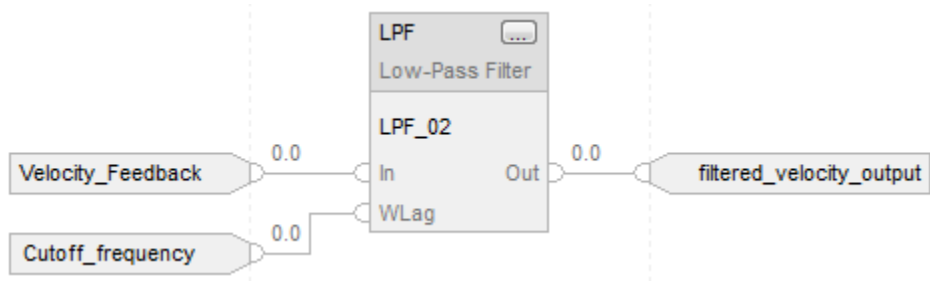 LPF ...
Low-Pass Filter
LPF_02
Velocity_Feedback 0.0 In Out 0.0 filtered_velocity_output
WLag
Cutoff_frequency 0.0